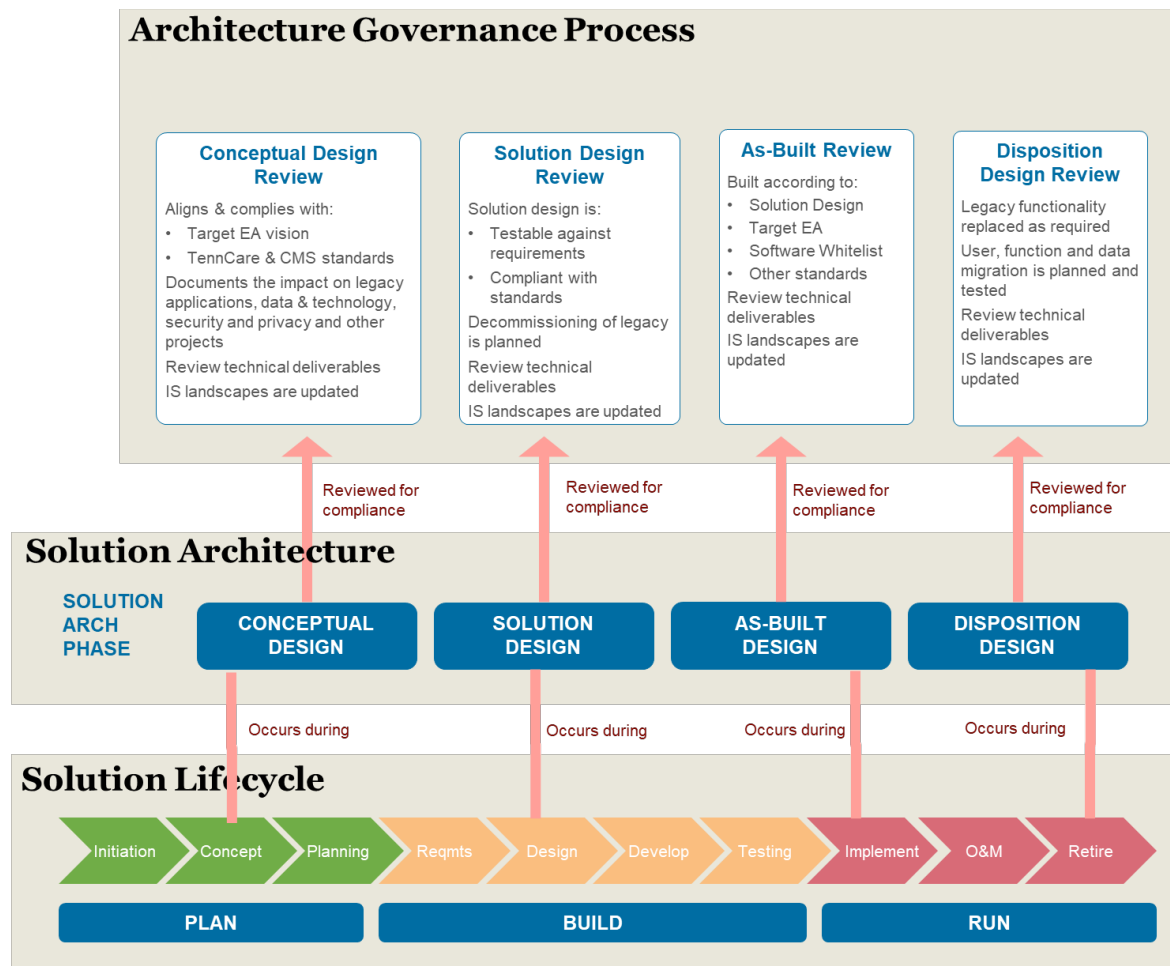 Architecture Governance Process
Conceptual Design
Review
Aligns & complies with:
• Target EA vision
• TennCare & CMS standards
Documents the impact on legacy
applications, data & technology,
security and privacy and other
projects
Review technical deliverables
IS landscapes are updated
Solution Design
Review
Solution design is:
• Testable against
requirements
• Compliant with
standards
Decommissioning of legacy
is planned
Review technical
deliverables
IS landscapes are updated
As-Built Review
Built according to:
• Solution Design
• Target EA
• Software Whitelist
• Other standards
Review technical
deliverables
IS landscapes are
updated
Disposition
Design Review
Legacy functionality
replaced as required
User, function and data
migration is planned and
tested
Review technical
deliverables
IS landscapes are
updated
Reviewed for
compliance
Reviewed for
compliance
Reviewed for
compliance
Reviewed for
compliance
Solution Architecture
SOLUTION
ARCH
PHASE
CONCEPTUAL
DESIGN
SOLUTION
DESIGN
AS-BUILT
DESIGN
DISPOSITION
DESIGN
Occurs during
Occurs during
Occurs during
Occurs during
Solution Lifecycle
Initiation
Concept
Planning
Reqmts
Design
Develop
Testing
Implement
O&M
Retire
PLAN
BUILD
RUN